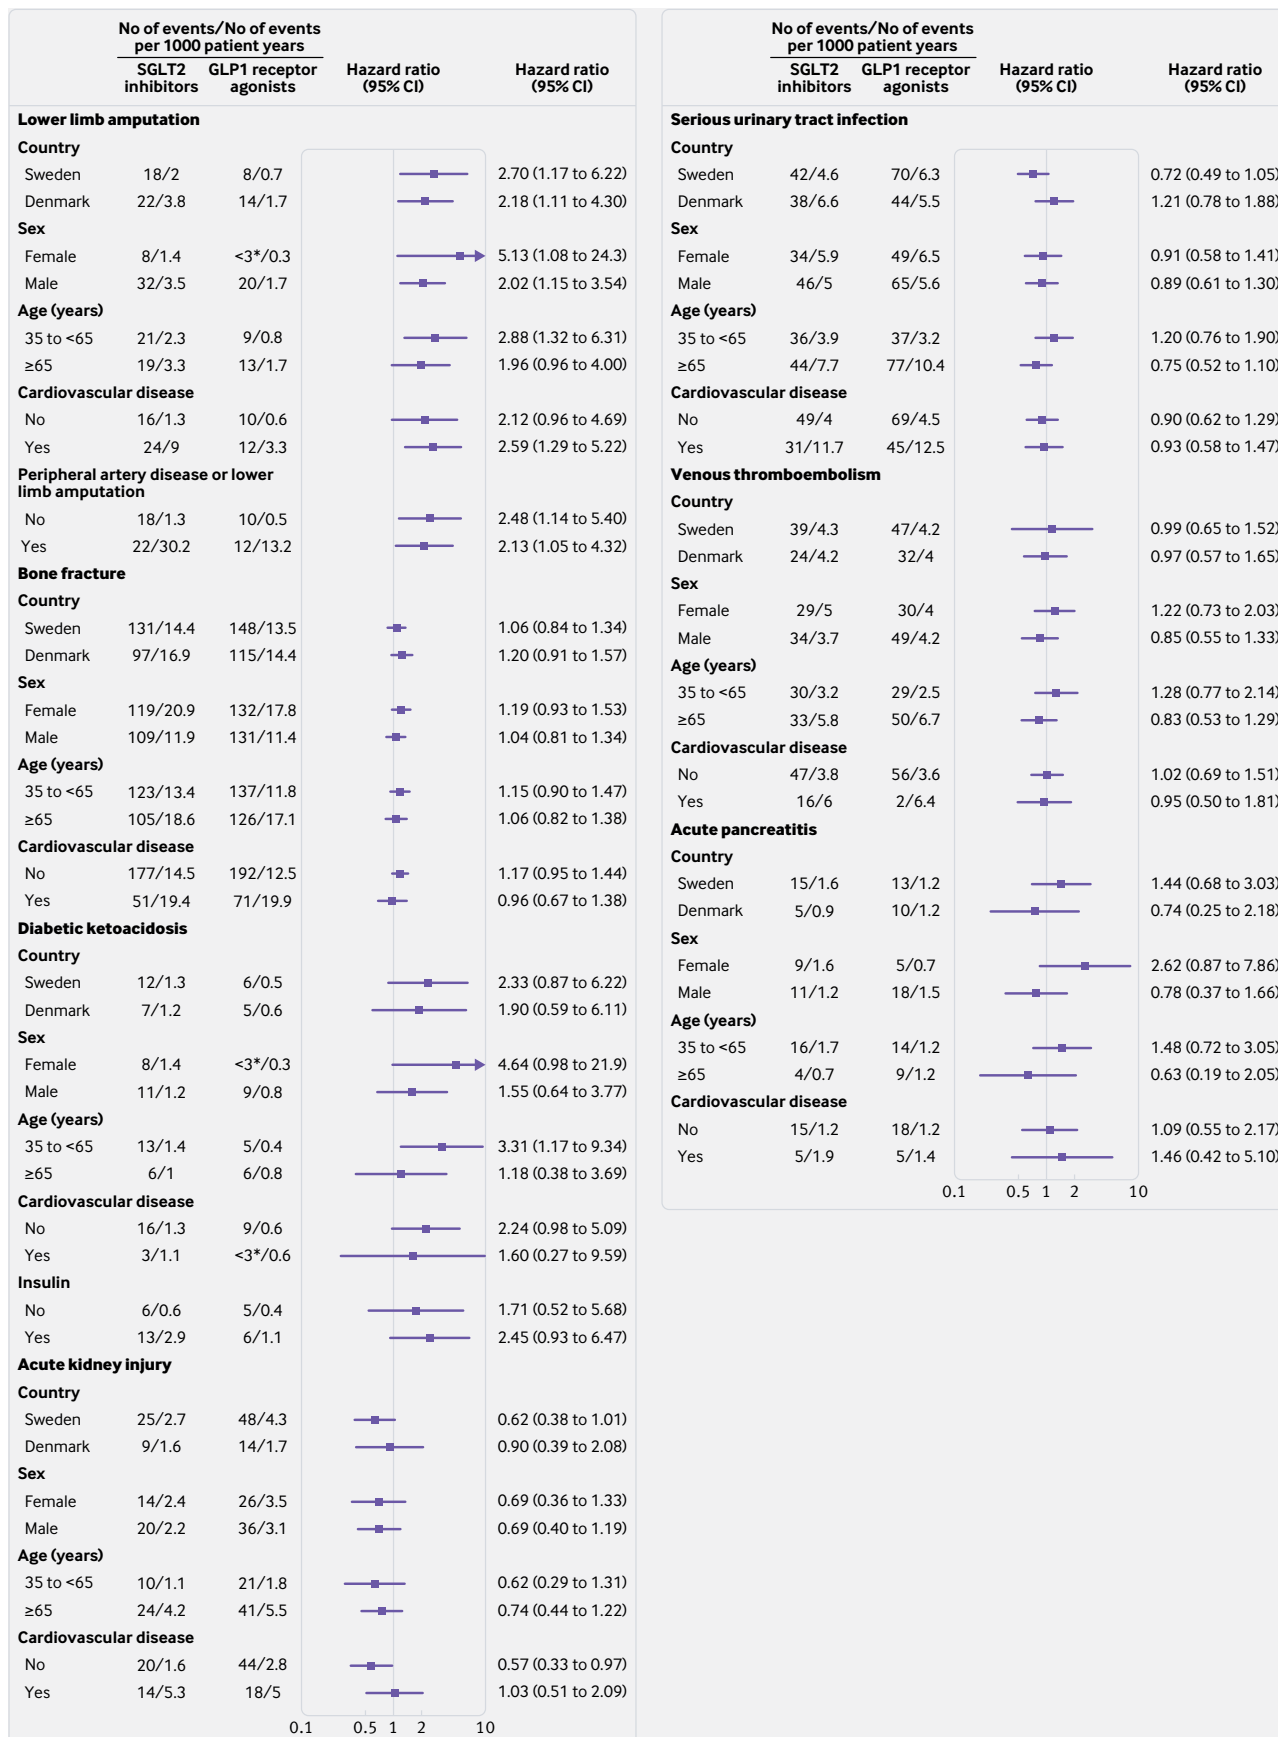 No of events/No of events
per 1000 patient years
SGLT2 inhibitors
GLP1 receptor agonists
Hazard ratio (95% CI)
Hazard ratio (95% CI)
Lower limb amputation
Country
Sweden 18/2 8/0.7 2.70 (1.17 to 6.22)
Denmark 22/3.8 14/1.7 2.18 (1.11 to 4.30)
Sex
Female 8/1.4 <3*/0.3 5.13 (1.08 to 24.3)
Male 32/3.5 20/1.7 2.02 (1.15 to 3.54)
Age (years)
35 to <65 21/2.3 9/0.8 2.88 (1.32 to 6.31)
≥65 19/3.3 13/1.7 1.96 (0.96 to 4.00)
Cardiovascular disease
No 16/1.3 10/0.6 2.12 (0.96 to 4.69)
Yes 24/9 12/3.3 2.59 (1.29 to 5.22)
Peripheral artery disease or lower
limb amputation
No 18/1.3 10/0.5 2.48 (1.14 to 5.40)
Yes 22/30.2 12/13.2 2.13 (1.05 to 4.32)
Bone fracture
Country
Sweden 131/14.4 148/13.5 1.06 (0.84 to 1.34)
Denmark 97/16.9 115/14.4 1.20 (0.91 to 1.57)
Sex
Female 119/20.9 132/17.8 1.19 (0.93 to 1.53)
Male 109/11.9 131/11.4 1.04 (0.81 to 1.34)
Age (years)
35 to <65 123/13.4 137/11.8 1.15 (0.90 to 1.47)
≥65 105/18.6 126/17.1 1.06 (0.82 to 1.38)
Cardiovascular disease
No 177/14.5 192/12.5 1.17 (0.95 to 1.44)
Yes 51/19.4 71/19.9 0.96 (0.67 to 1.38)
Diabetic ketoacidosis
Country
Sweden 12/1.3 6/0.5 2.33 (0.87 to 6.22)
Denmark 7/1.2 5/0.6 1.90 (0.59 to 6.11)
Sex
Female 8/1.4 <3*/0.3 4.64 (0.98 to 21.9)
Male 11/1.2 9/0.8 1.55 (0.64 to 3.77)
Age (years)
35 to <65 13/1.4 5/0.4 3.31 (1.17 to 9.34)
≥65 6/1 6/0.8 1.18 (0.38 to 3.69)
Cardiovascular disease
No 16/1.3 9/0.6 2.24 (0.98 to 5.09)
Yes 3/1.1 <3*/0.6 1.60 (0.27 to 9.59)
Insulin
No 6/0.6 5/0.4 1.71 (0.52 to 5.68)
Yes 13/2.9 6/1.1 2.45 (0.93 to 6.47)
Acute kidney injury
Country
Sweden 25/2.7 48/4.3 0.62 (0.38 to 1.01)
Denmark 9/1.6 14/1.7 0.90 (0.39 to 2.08)
Sex
Female 14/2.4 26/3.5 0.69 (0.36 to 1.33)
Male 20/2.2 36/3.1 0.69 (0.40 to 1.19)
Age (years)
35 to <65 10/1.1 21/1.8 0.62 (0.29 to 1.31)
≥65 24/4.2 41/5.5 0.74 (0.44 to 1.22)
Cardiovascular disease
No 20/1.6 44/2.8 0.57 (0.33 to 0.97)
Yes 14/5.3 18/5 1.03 (0.51 to 2.09)
0.1 0.5 1 2 10
No of events/No of events
per 1000 patient years
SGLT2 inhibitors
GLP1 receptor agonists
Hazard ratio (95% CI)
Hazard ratio (95% CI)
Serious urinary tract infection
Country
Sweden 42/4.6 70/6.3 0.72 (0.49 to 1.05)
Denmark 38/6.6 44/5.5 1.21 (0.78 to 1.88)
Sex
Female 34/5.9 49/6.5 0.91 (0.58 to 1.41)
Male 46/5 65/5.6 0.89 (0.61 to 1.30)
Age (years)
35 to <65 36/3.9 37/3.2 1.20 (0.76 to 1.90)
≥65 44/7.7 77/10.4 0.75 (0.52 to 1.10)
Cardiovascular disease
No 49/4 69/4.5 0.90 (0.62 to 1.29)
Yes 31/11.7 45/12.5 0.93 (0.58 to 1.47)
Venous thromboembolism
Country
Sweden 39/4.3 47/4.2 0.99 (0.65 to 1.52)
Denmark 24/4.2 32/4 0.97 (0.57 to 1.65)
Sex
Female 29/5 30/4 1.22 (0.73 to 2.03)
Male 34/3.7 49/4.2 0.85 (0.55 to 1.33)
Age (years)
35 to <65 30/3.2 29/2.5 1.28 (0.77 to 2.14)
≥65 33/5.8 50/6.7 0.83 (0.53 to 1.29)
Cardiovascular disease
No 47/3.8 56/3.6 1.02 (0.69 to 1.51)
Yes 16/6 2/6.4 0.95 (0.50 to 1.81)
Acute pancreatitis
Country
Sweden 15/1.6 13/1.2 1.44 (0.68 to 3.03)
Denmark 5/0.9 10/1.2 0.74 (0.25 to 2.18)
Sex
Female 9/1.6 5/0.7 2.62 (0.87 to 7.86)
Male 11/1.2 18/1.5 0.78 (0.37 to 1.66)
Age (years)
35 to <65 16/1.7 14/1.2 1.48 (0.72 to 3.05)
≥65 4/0.7 9/1.2 0.63 (0.19 to 2.05)
Cardiovascular disease
No 15/1.2 18/1.2 1.09 (0.55 to 2.17)
Yes 5/1.9 5/1.4 1.46 (0.42 to 5.10)
0.1 0.5 1 2 10